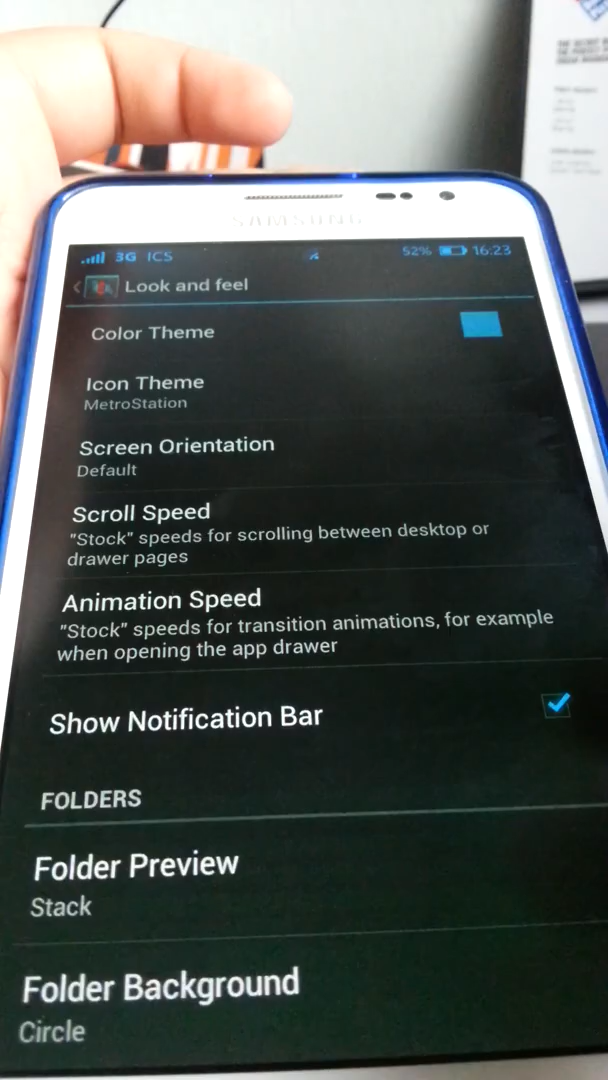 SAMSUNG
3G ICS 52% 16:23
Look and feel
Color Theme
Icon Theme
MetroStation
Screen Orientation
Default
Scroll Speed
"Stock" speeds for scrolling between desktop or
drawer pages
Animation Speed
"Stock" speeds for transition animations, for example
when opening the app drawer
Show Notification Bar
FOLDERS
Folder Preview
Stack
Folder Background
Circle